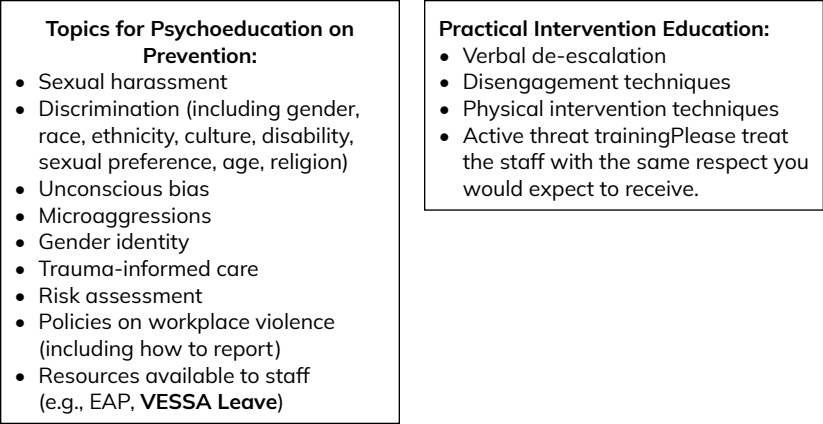 Topics for Psychoeducation on
Prevention:
• Sexual harassment
• Discrimination (including gender,
race, ethnicity, culture, disability,
sexual preference, age, religion)
• Unconscious bias
• Microaggressions
• Gender identity
• Trauma-informed care
• Risk assessment
• Policies on workplace violence
(including how to report)
• Resources available to staff
(e.g., EAP, VESSA Leave)
Practical Intervention Education:
• Verbal de-escalation
• Disengagement techniques
• Physical intervention techniques
• Active threat trainingPlease treat
the staff with the same respect you
would expect to receive.